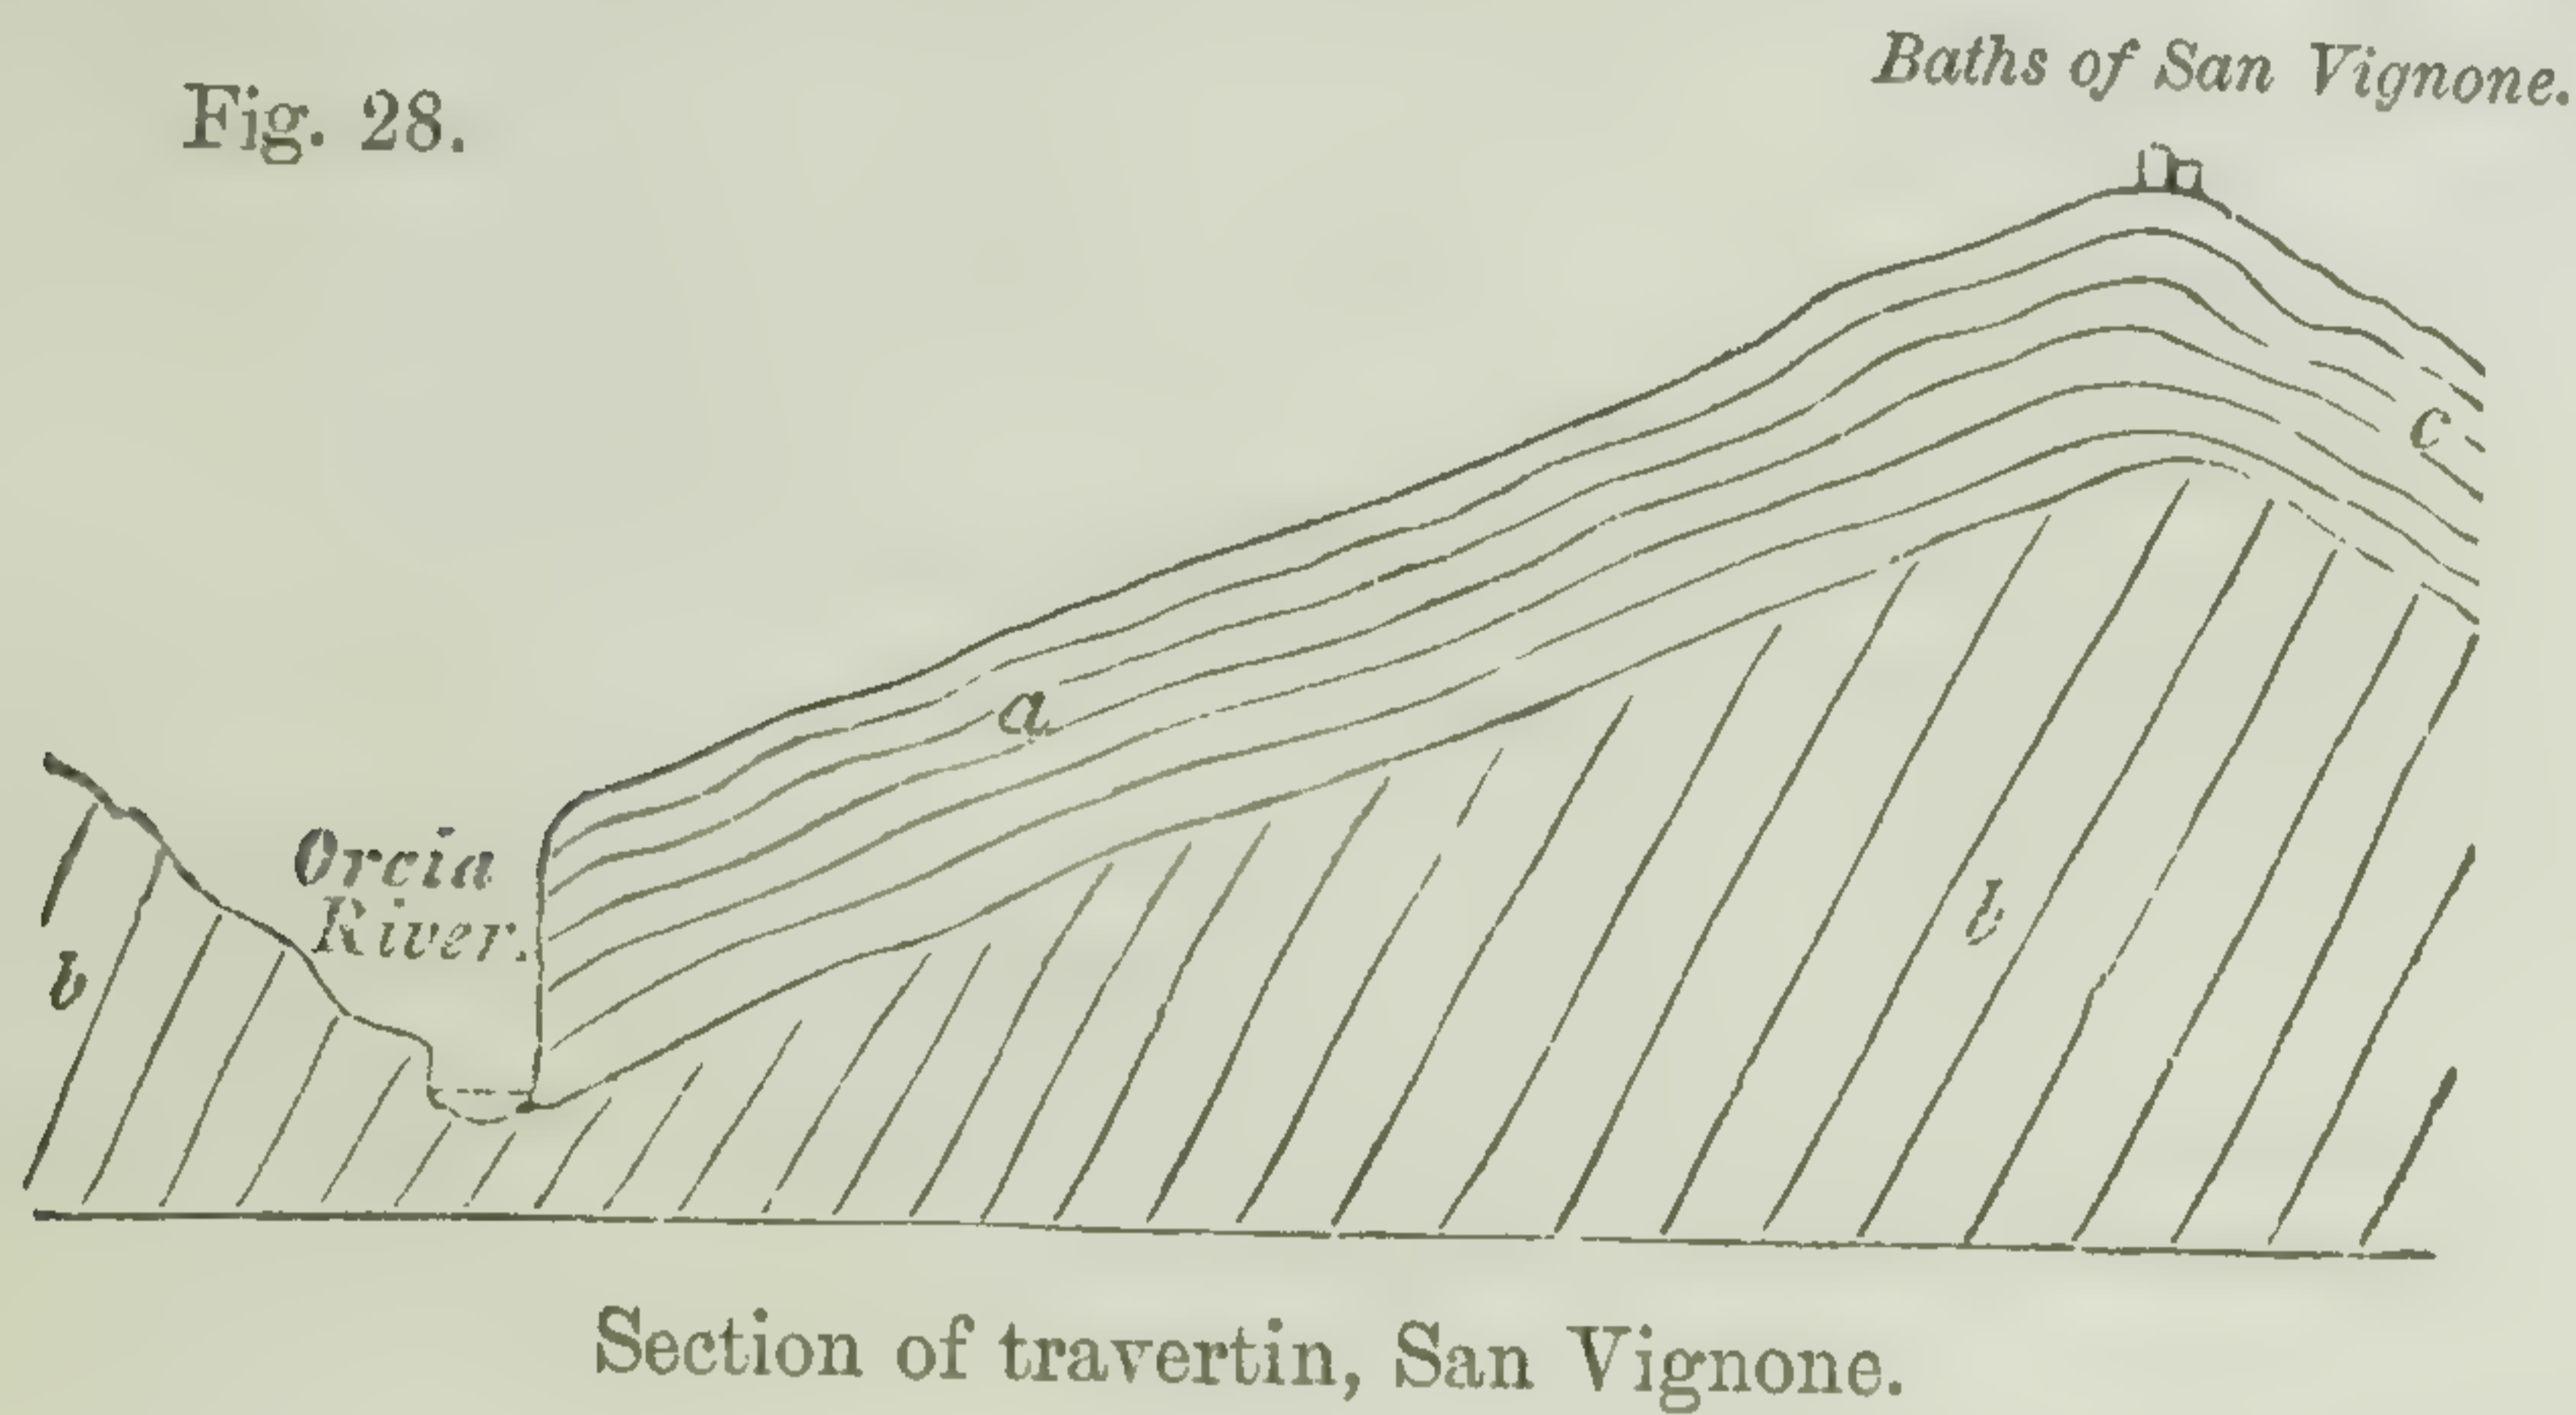 Fig. 28.
Baths of San Vignone.
c
a
Orcia
River.
b
b
Section of travertin, San Vignone.